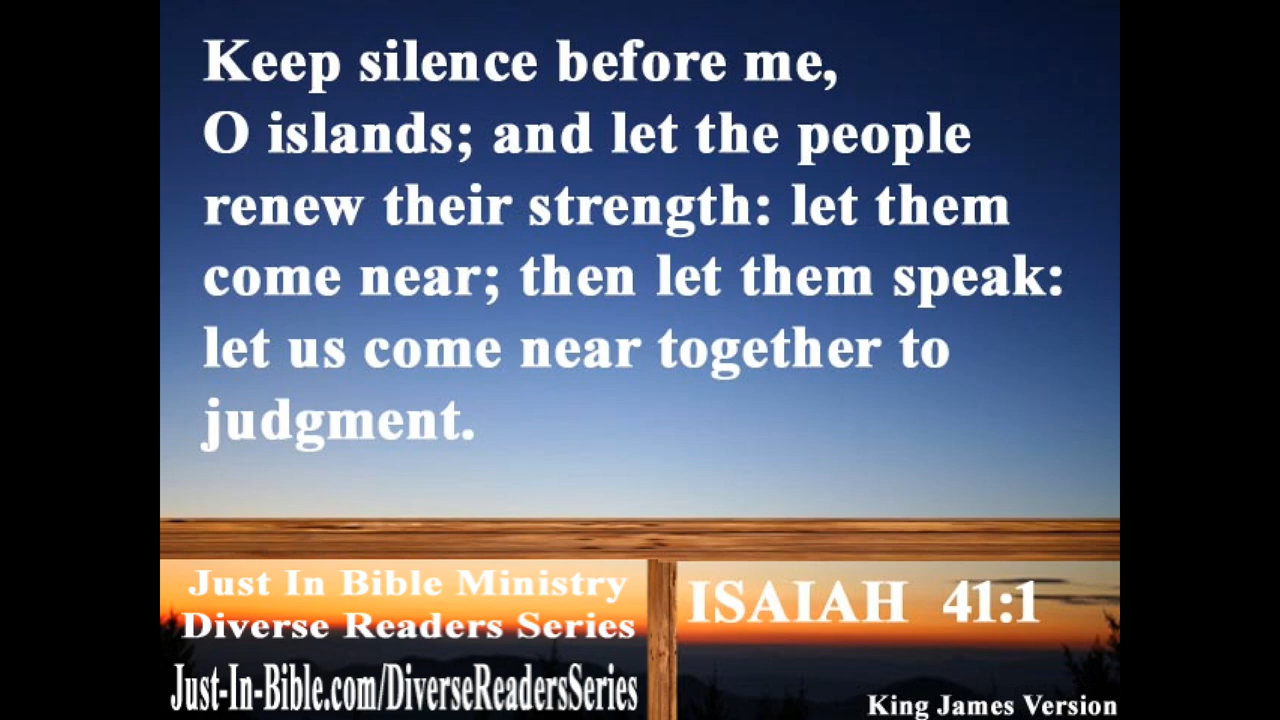 Keep silence before me,
O islands; and let the people
renew their strength: let them
come near; then let them speak:
let us come near together to
judgment.
Just In Bible Ministry
Diverse Readers Series
Just-In-Bible.com/DiverseReadersSeries
ISAIAH 41:1
King James Version